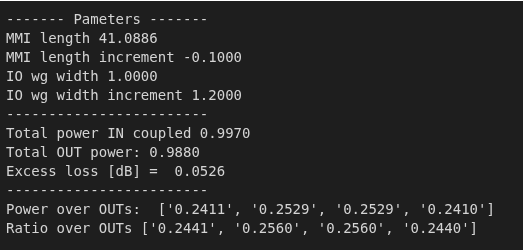 ------- Pameters -------
MMI length 41.0886
MMI length increment -0.1000
IO wg width 1.0000
IO wg width increment 1.2000
------------------------
Total power IN coupled 0.9970
Total OUT power: 0.9880
Excess loss [dB] =  0.0526
------------------------
Power over OUTs:  ['0.2411', '0.2529', '0.2529', '0.2410']
Ratio over OUTs ['0.2441', '0.2560', '0.2560', '0.2440']